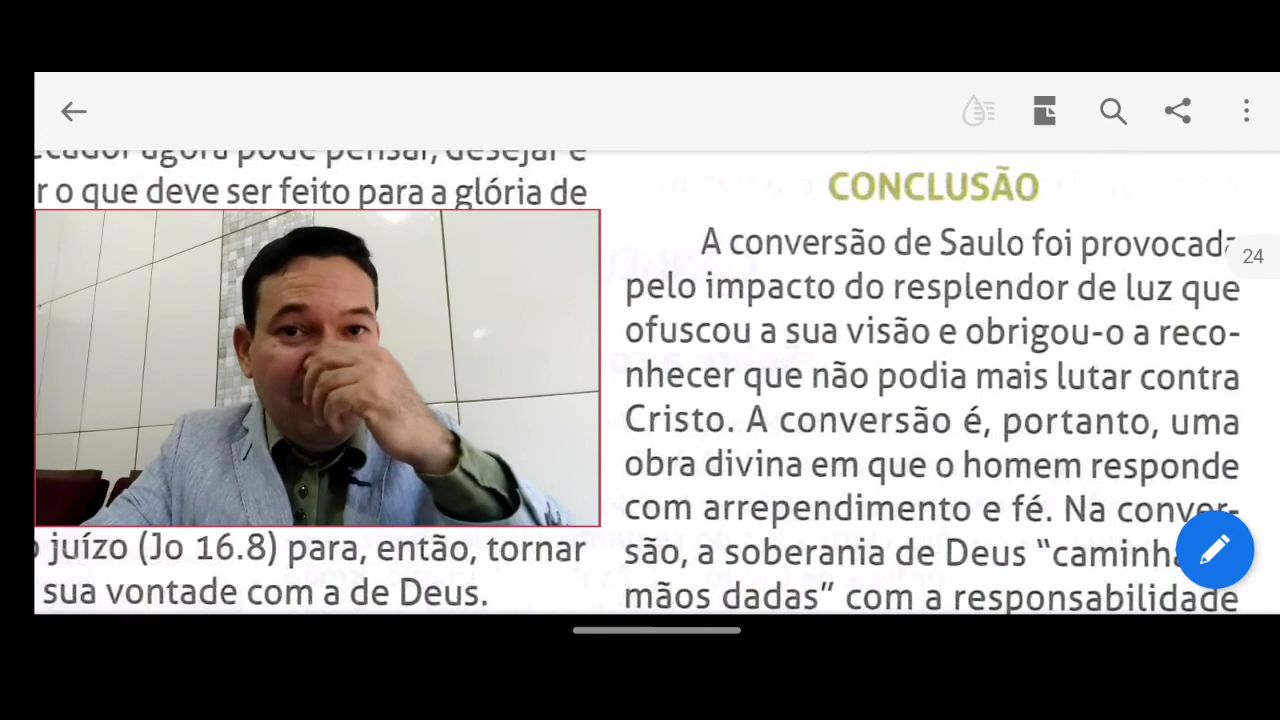 r o que deve ser feito para a glória de
juízo (Jo 16.8) para, então, tornar
sua vontade com a de Deus.
CONCLUSÃO
A conversão de Saulo foi provocada
pelo impacto do resplendor de luz que
ofuscou a sua visão e obrigou-o a reco-
nhecer que não podia mais lutar contra
Cristo. A conversão é, portanto, uma
obra divina em que o homem responde
com arrependimento e fé. Na conver-
são, a soberania de Deus “caminha
mãos dadas” com a responsabilidade
24